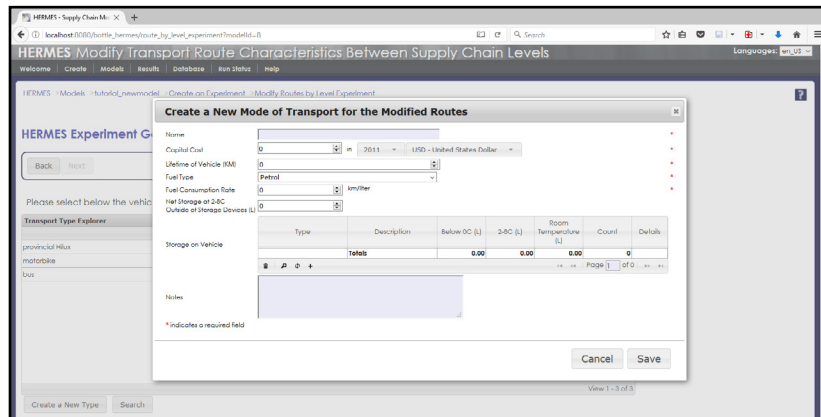 HERMES - Supply Chain Mo
localhost:8080/bottle_hermes/route_by_level_experiment?modelId=8
Search
HERMES Modify Transport Route Characteristics Between Supply Chain Levels
Languages: en_US
Welcome Create Models Results Database Run Status Help
HERMES >Models >tutorial_newmodel >Create an Experiment >Modify Routes by Level Experiment
?
Create a New Mode of Transport for the Modified Routes
HERMES Experiment G
Name *
Capital Cost 0 in 2011 USD - United States Dollar *
Back Next
Lifetime of Vehicle (KM) 0 *
Fuel Type Petrol *
Fuel Consumption Rate 0 km/liter *
Please select below the vehic
Net Storage at 2-8C
Outside of Storage Devices (L) 0
Transport Type Explorer
Type Description Below 0C (L) 2-8C (L) Room Temperature (L) Count Details
Storage on Vehicle
provincial Hilux
Totals 0.00 0.00 0.00 0
motorbike
Page 1 of 0
bus
Notes
* indicates a required field
Cancel Save
View 1 - 3 of 3
Create a New Type Search